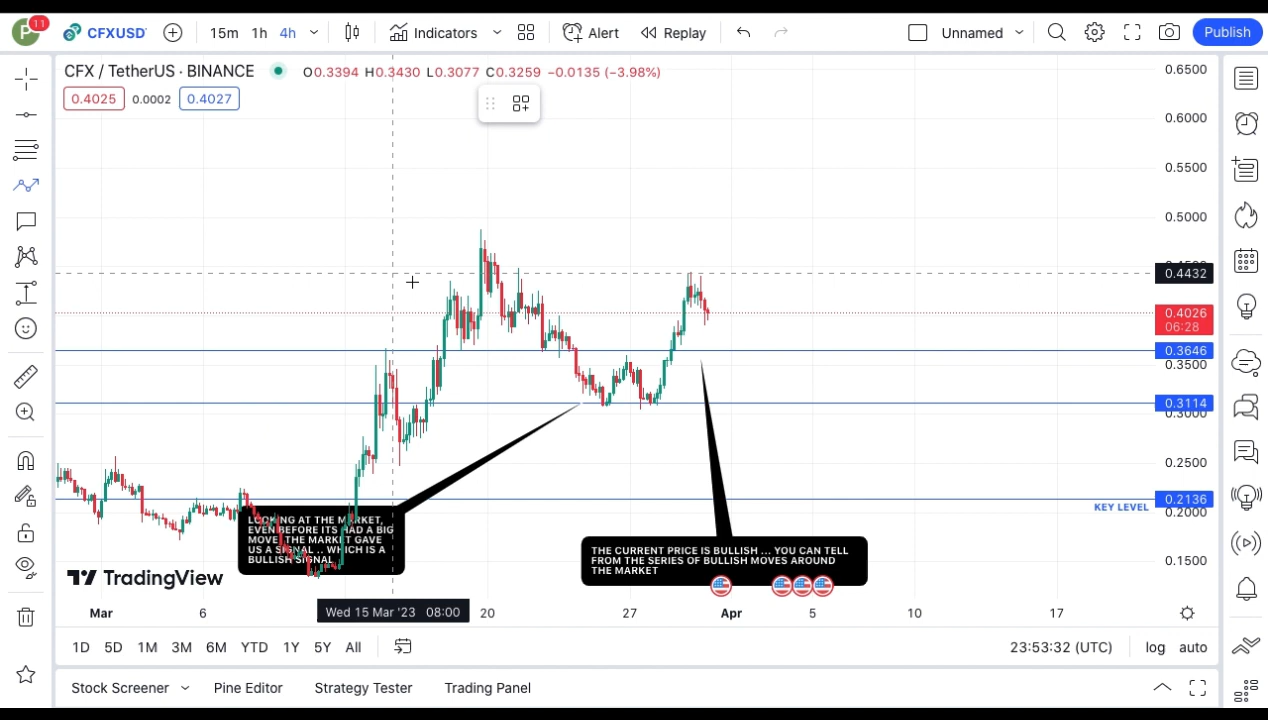 P 11 CFXUSD 15m 1h 4h Indicators Alert Replay Unnamed Publish
CFX / TetherUS · BINANCE O0.3394 H0.3430 L0.3077 C0.3259 −0.0135 (−3.98%)
0.4025 0.0002 0.4027
0.6500
0.6000
0.5500
0.5000
0.4432
0.4026
06:28
0.3646
0.3500
0.3114
0.3000
0.2500
0.2136
KEY LEVEL
0.2000
0.1500
LOOKING AT THE MARKET,
EVEN BEFORE ITS HAD A BIG
MOVE, THE MARKET GAVE
US A SIGNAL .. WHICH IS A
BULLISH SIGNAL
THE CURRENT PRICE IS BULLISH ... YOU CAN TELL
FROM THE SERIES OF BULLISH MOVES AROUND
THE MARKET
TradingView
Mar 6 Wed 15 Mar '23 08:00 20 27 Apr 5 10 17
1D 5D 1M 3M 6M YTD 1Y 5Y All 23:53:32 (UTC) log auto
Stock Screener Pine Editor Strategy Tester Trading Panel